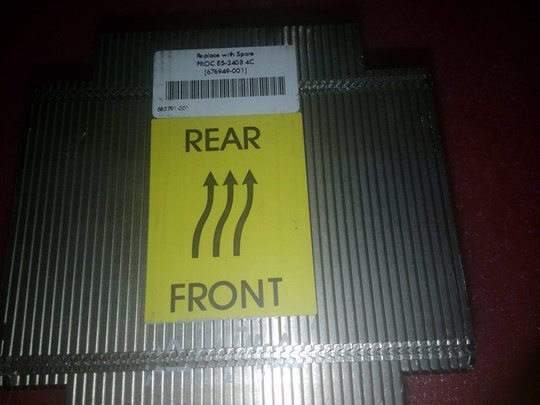 Replace with Spare
PROC E5-2403 4C
[676949-001]
685791-001
REAR
FRONT